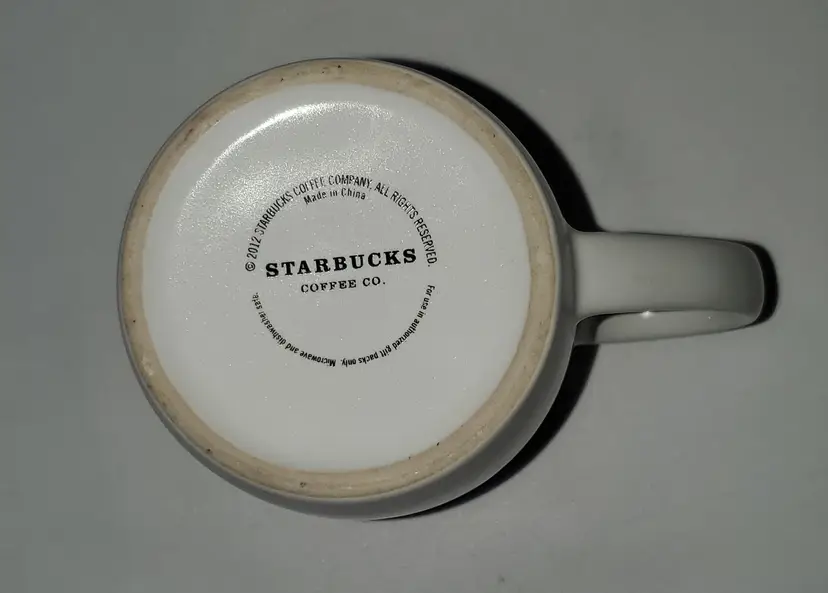 © 2012 STARBUCKS COFFEE COMPANY. ALL RIGHTS RESERVED.
Made in China
STARBUCKS
COFFEE CO.
For use in authorized gift packs only. Microwave and dishwasher safe.